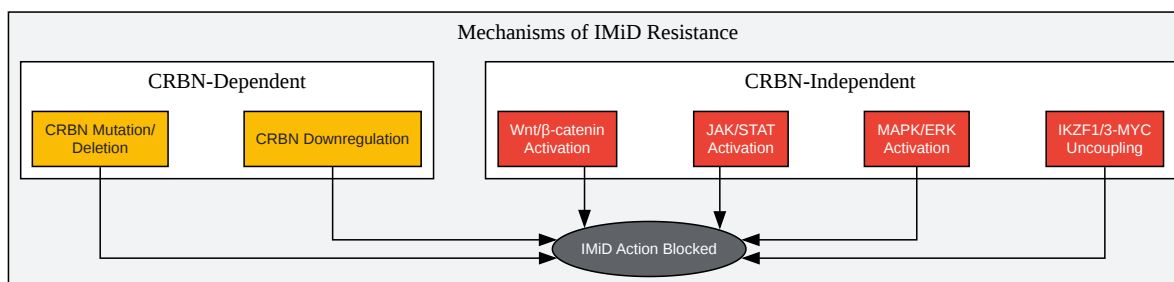 Mechanisms of IMiD Resistance
CRBN-Dependent
CRBN-Independent
CRBN Mutation/
Deletion
CRBN Downregulation
Wnt/β-catenin
Activation
JAK/STAT
Activation
MAPK/ERK
Activation
IKZF1/3-MYC
Uncoupling
IMiD Action Blocked